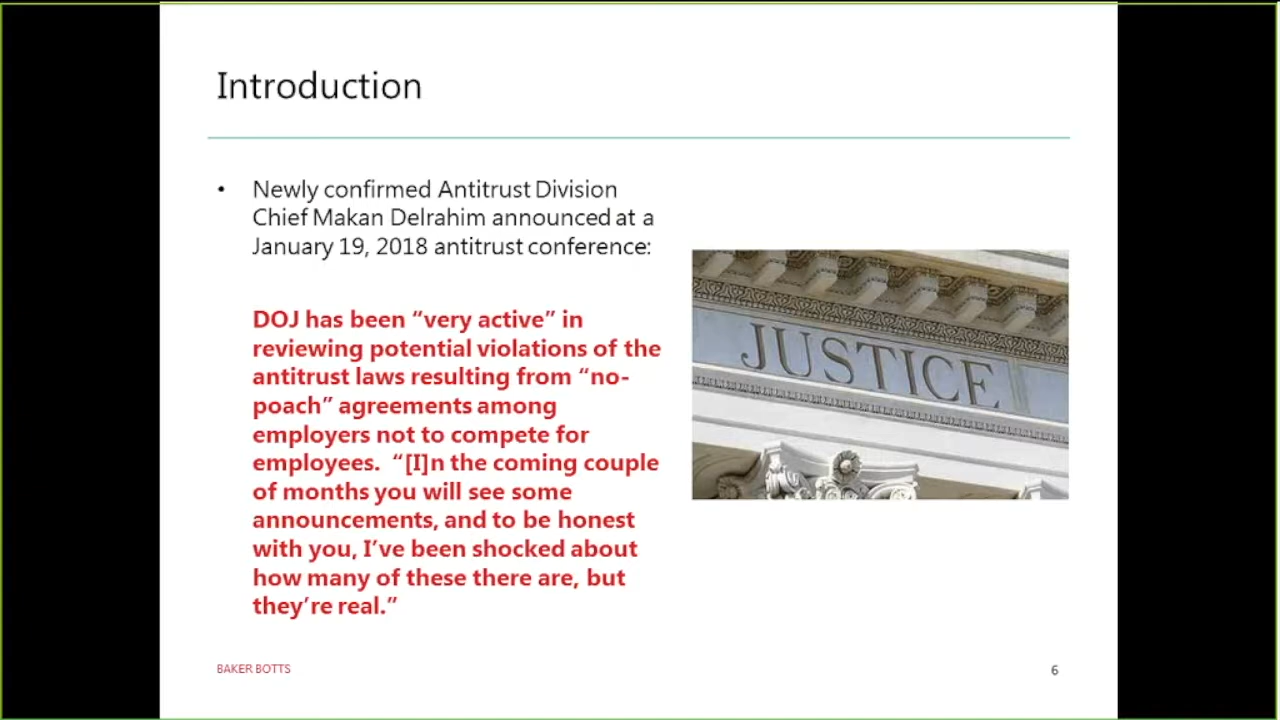 Introduction
• Newly confirmed Antitrust Division
Chief Makan Delrahim announced at a
January 19, 2018 antitrust conference:
DOJ has been “very active” in
reviewing potential violations of the
antitrust laws resulting from “no-
poach” agreements among
employers not to compete for
employees.  “[I]n the coming couple
of months you will see some
announcements, and to be honest
with you, I’ve been shocked about
how many of these there are, but
they’re real.”
JUSTICE
BAKER BOTTS
6